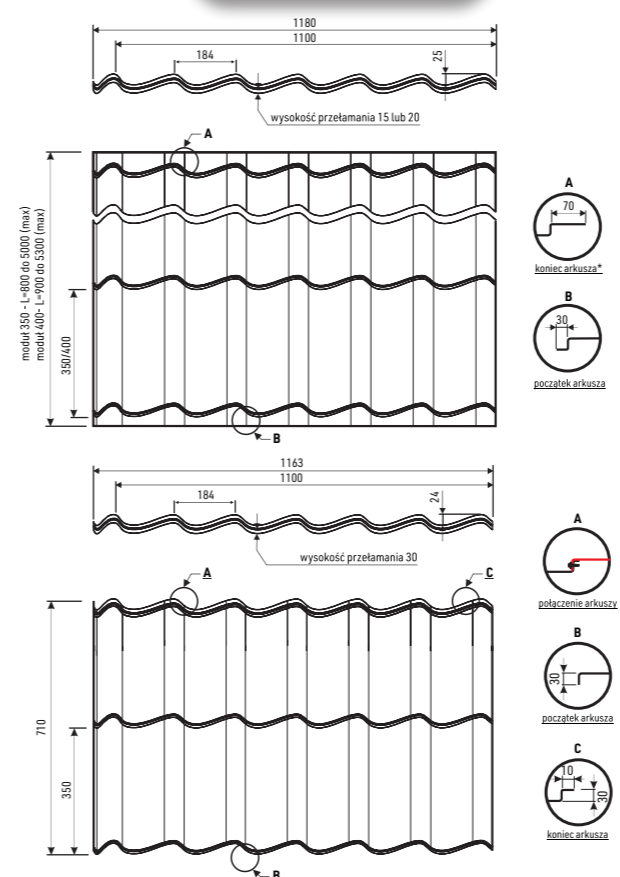 1180
1100
184
25
wysokość przełamania 15 lub 20
A
moduł 350 - L=800 do 5000 (max)
moduł 400- L=900 do 5300 (max)
350/400
B
A
70
koniec arkusza*
B
30
początek arkusza
1163
1100
184
24
wysokość przełamania 30
A
C
710
350
B
A
połączenie arkuszy
B
30
początek arkusza
C
10
30
koniec arkusza